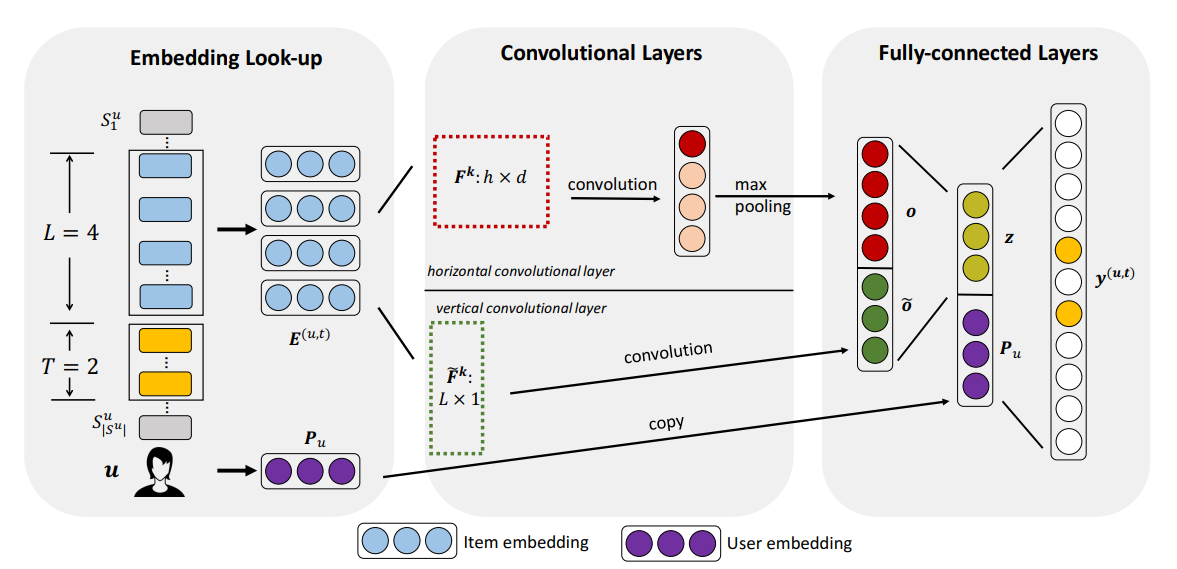 Embedding Look-up
Convolutional Layers
Fully-connected Layers
S₁ᵘ
L = 4
T = 2
Sᵘ|Sᵘ|
u
E⁽ᵘ,ᵗ⁾
Pᵤ
Fᵏ: h × d
convolution
max
pooling
horizontal convolutional layer
vertical convolutional layer
F̃ᵏ:
L × 1
convolution
copy
o
õ
z
Pᵤ
y⁽ᵘ,ᵗ⁾
Item embedding
User embedding